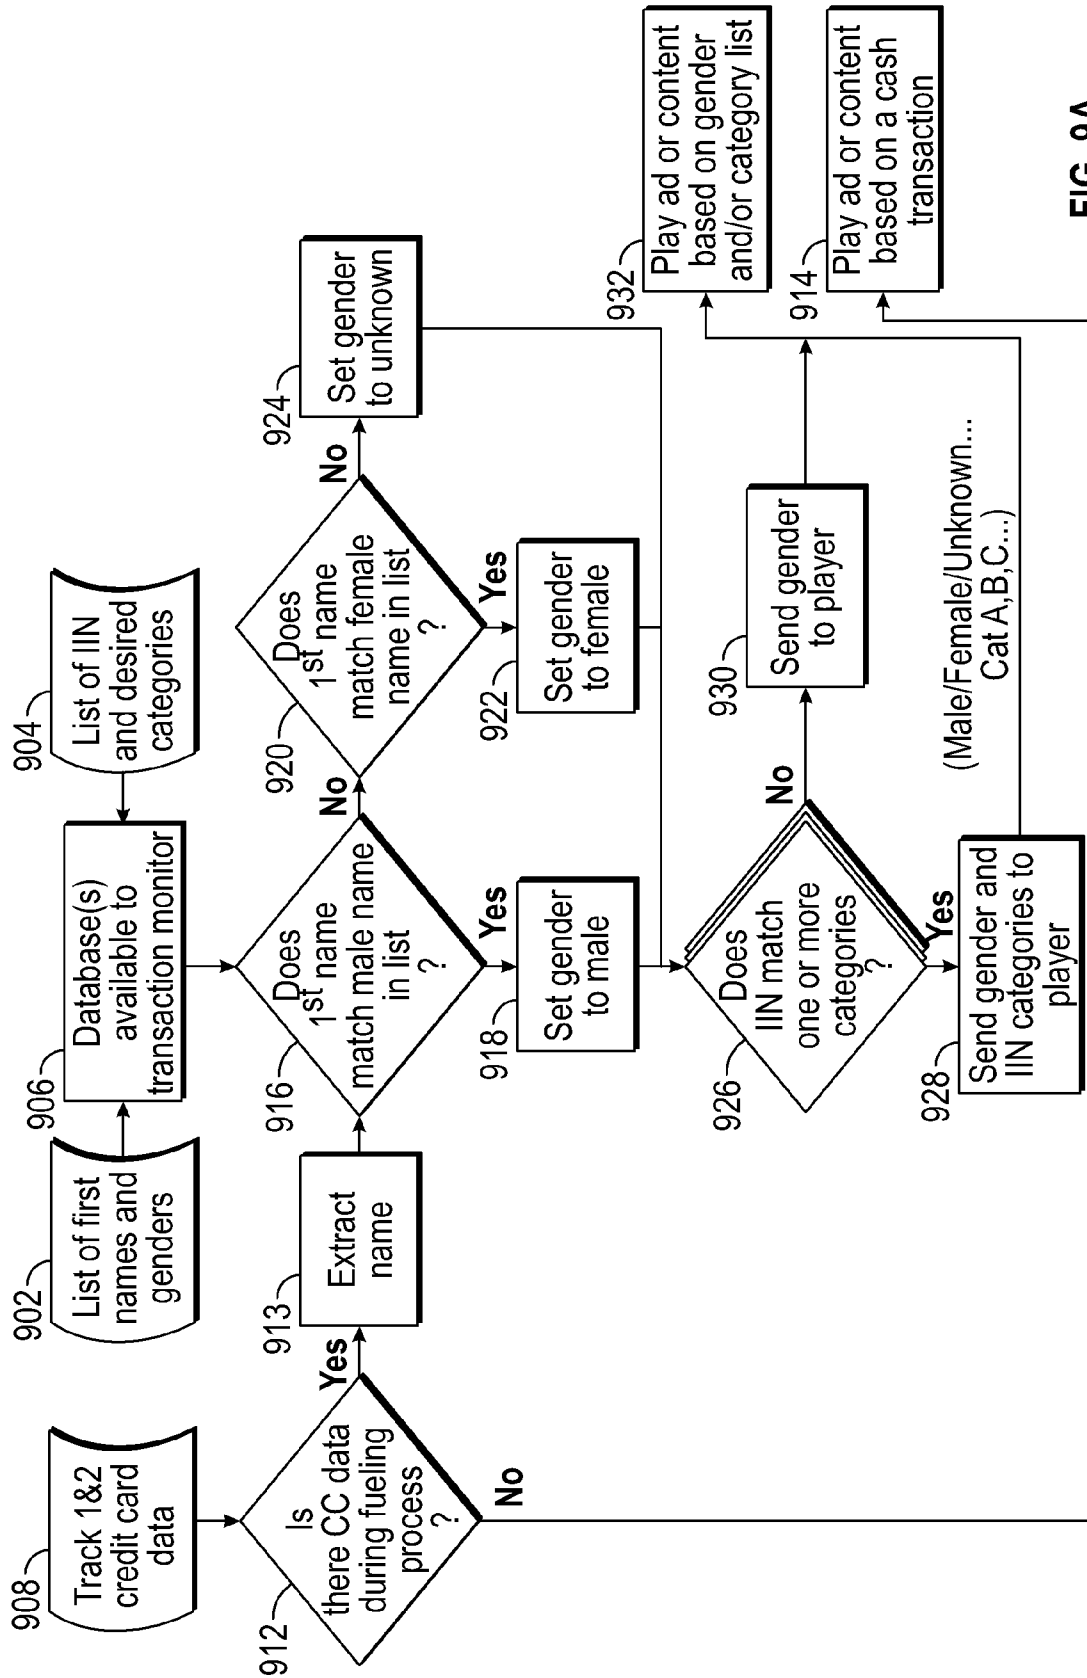 908
Track 1&2
credit card
data
902
List of first
names and
genders
906
Database(s)
available to
transaction monitor
904
List of IIN
and desired
categories
912
Is
there CC data
during fueling
process
?
Yes
No
913
Extract
name
916
Does
1st name
match male name
in list
?
No
Yes
920
Does
1st name
match female
name in list
?
No
Yes
924
Set gender
to unknown
918
Set gender
to male
922
Set gender
to female
926
Does
IIN match
one or more
categories
?
No
Yes
930
Send gender
to player
928
Send gender and
IIN categories to
player
(Male/Female/Unknown...
Cat A,B,C...)
932
Play ad or content
based on gender
and/or category list
914
Play ad or content
based on a cash
transaction
FIG. 9A